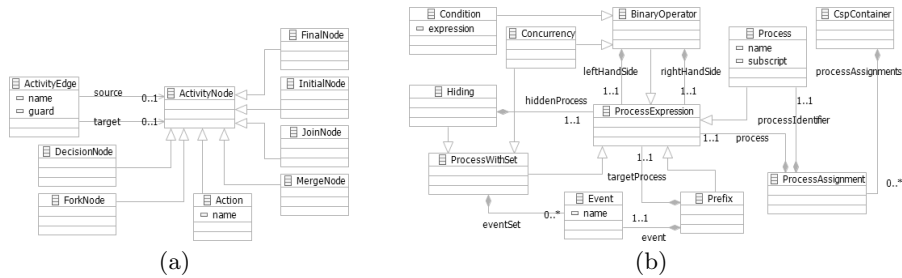 FinalNode
ActivityEdge
name
guard
source
0..1
target
0..1
ActivityNode
InitialNode
JoinNode
DecisionNode
MergeNode
ForkNode
Action
name
(a)
Condition
expression
BinaryOperator
Process
name
subscript
CspContainer
Concurrency
leftHandSide
rightHandSide
processAssignments
1..1
1..1
Hiding
hiddenProcess
1..1
ProcessExpression
1..1
processIdentifier
1..1
process
ProcessWithSet
1..1
targetProcess
ProcessAssignment
0..*
Event
name
Prefix
0..*
1..1
eventSet
event
(b)